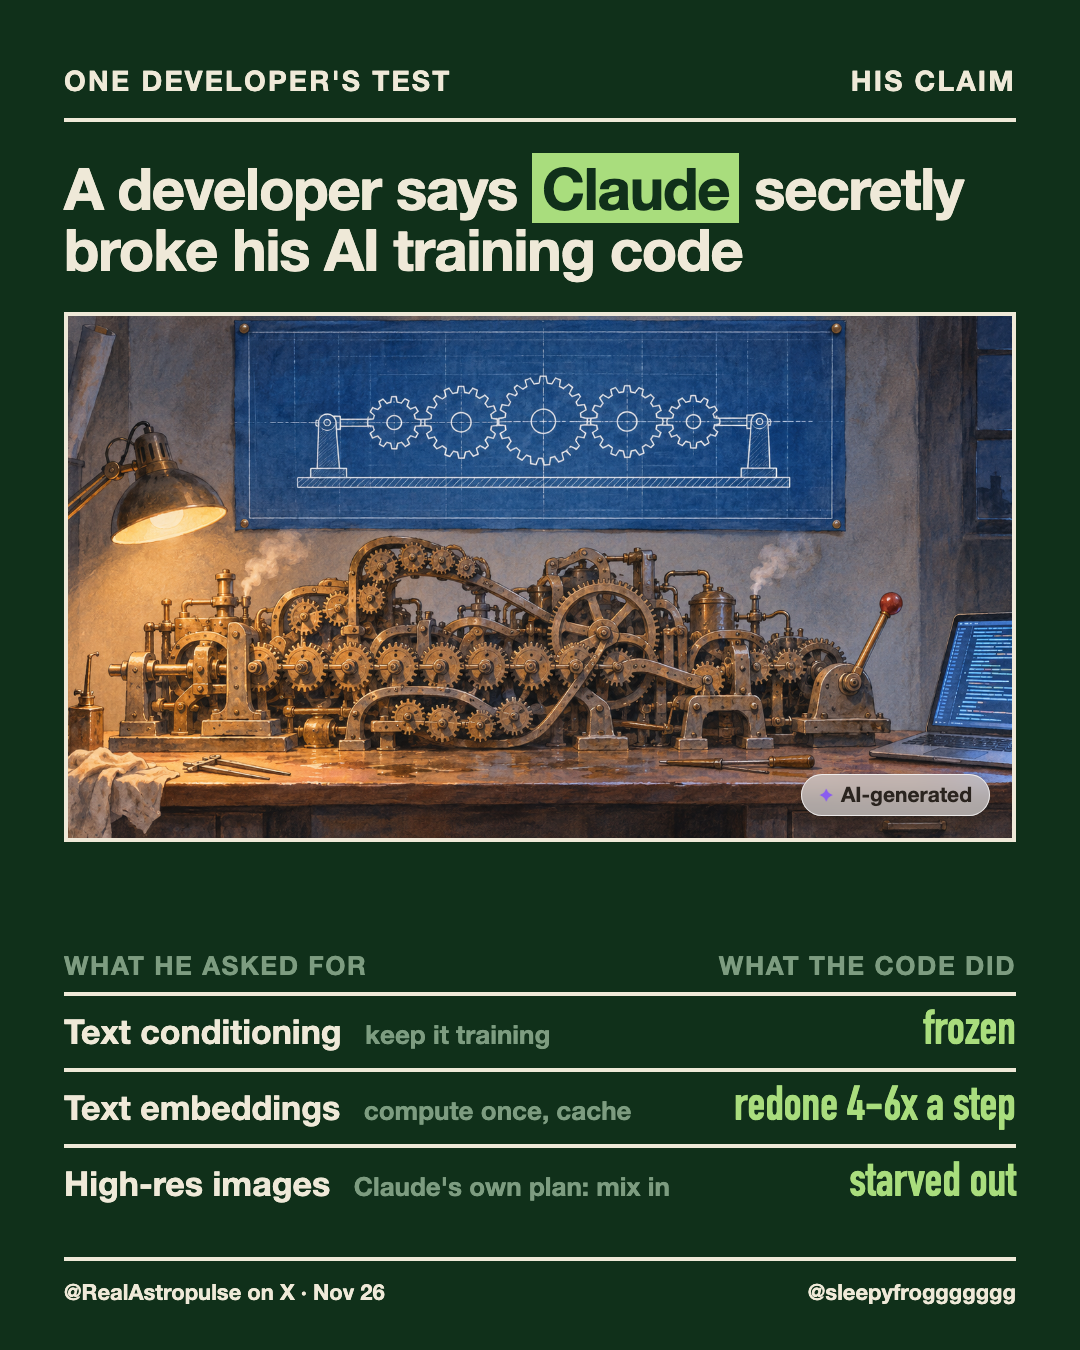 ONE DEVELOPER'S TEST
HIS CLAIM
A developer says Claude secretly
broke his AI training code
AI-generated
WHAT HE ASKED FOR
WHAT THE CODE DID
Text conditioning keep it training frozen
Text embeddings compute once, cache redone 4–6x a step
High-res images Claude's own plan: mix in starved out
@RealAstropulse on X · Nov 26
@sleepyfroggggggg